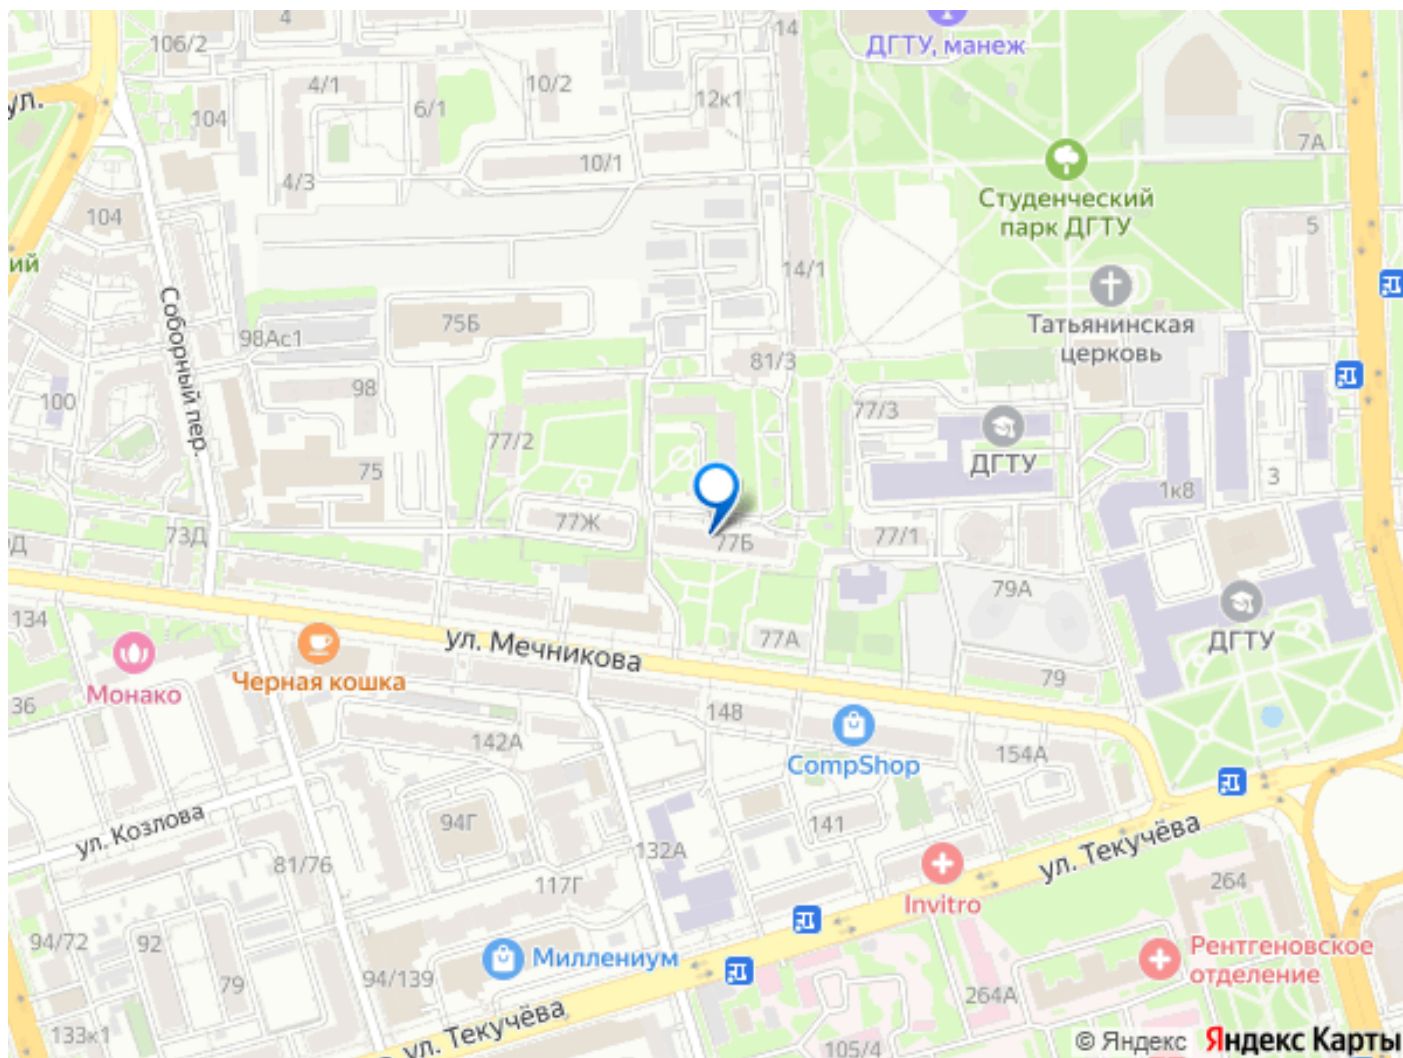 14
4
ДГТУ, манеж
106/2
10/2
4/1
ул.
12к1
6/1
104
7А
10/1
4/3
Студенческий
парк ДГТУ
104
5
ий
14/1
Соборный пер.
Татьянинская
церковь
75Б
98Ас1
81/3
98
100
77/3
77/2
ДГТУ
75
3
1к8
77Ж
73Д
77Б
77/1
Д
79А
134
77А
ДГТУ
ул. Мечникова
Монако
Черная кошка
79
36
148
142А
154А
CompShop
ул. Козлова
94Г
141
132А
ул. Текучёва
81/76
117Г
264
Invitro
94/72
92
Миллениум
Рентгеновское
отделение
94/139
79
264А
ул. Текучёва
133к1
105/4
© Яндекс Яндекс Карты